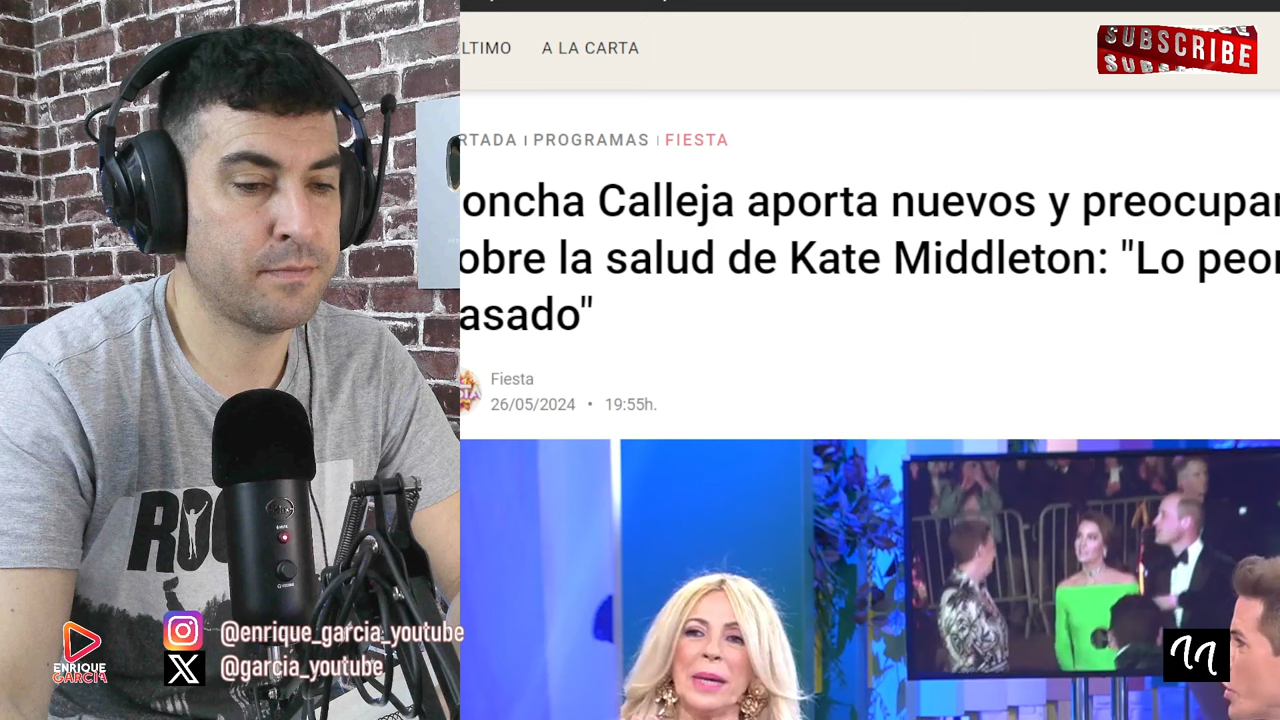 LTIMO A LA CARTA
SUBSCRIBE
RTADA | PROGRAMAS | FIESTA
oncha Calleja aporta nuevos y preocupan
obre la salud de Kate Middleton: "Lo peor
asado"
Fiesta
26/05/2024 • 19:55h.
ROC
@enrique_garcia_youtube
@garcia_youtube
ENRIQUE
GARCIA